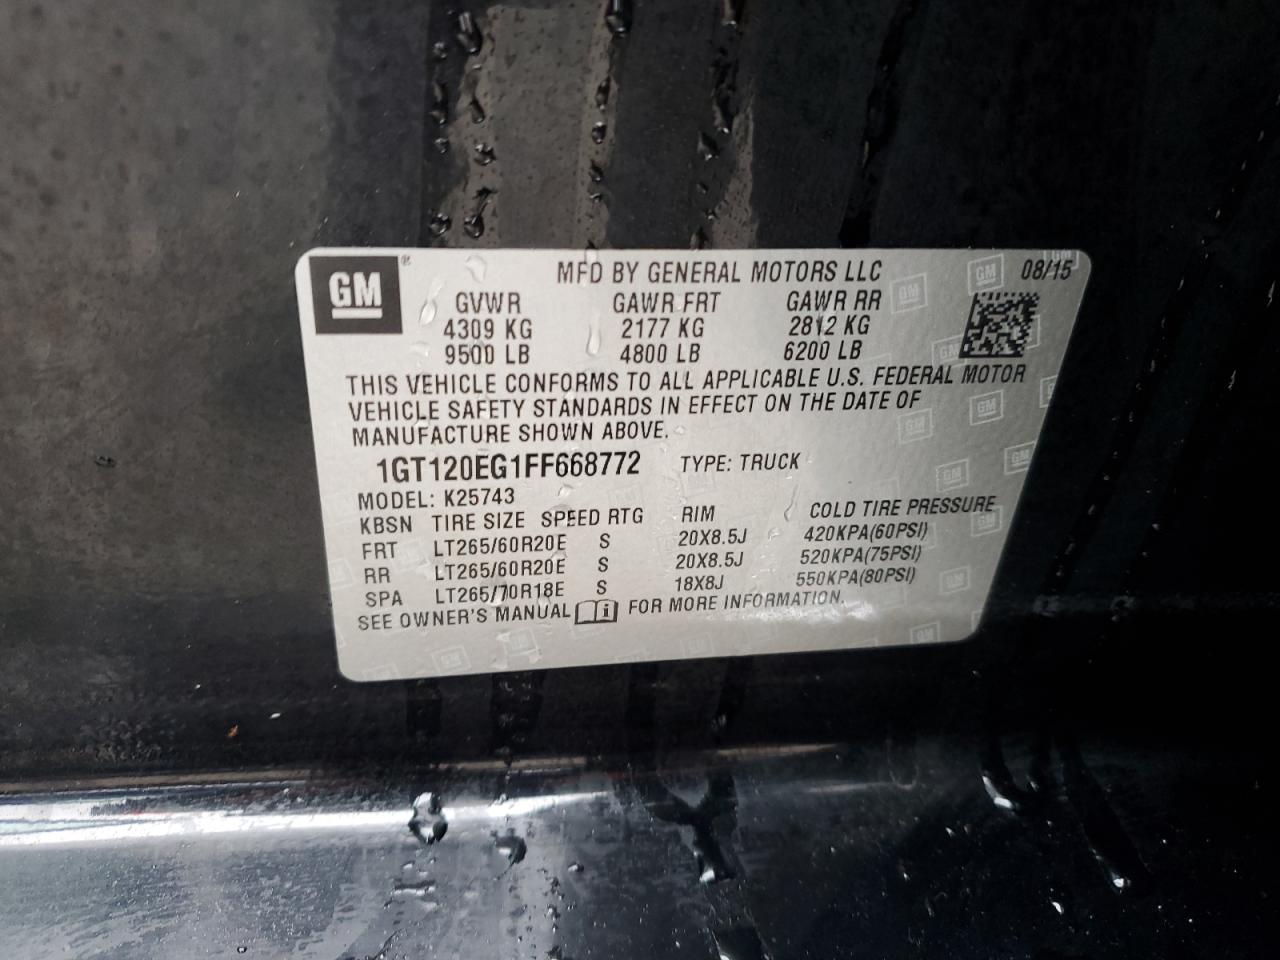 GM® MFD BY GENERAL MOTORS LLC 08/15
GVWR GAWR FRT GAWR RR
4309 KG 2177 KG 2812 KG
9500 LB 4800 LB 6200 LB
THIS VEHICLE CONFORMS TO ALL APPLICABLE U.S. FEDERAL MOTOR
VEHICLE SAFETY STANDARDS IN EFFECT ON THE DATE OF
MANUFACTURE SHOWN ABOVE.
1GT120EG1FF668772 TYPE: TRUCK
MODEL: K25743
KBSN TIRE SIZE SPEED RTG RIM COLD TIRE PRESSURE
FRT LT265/60R20E S 20X8.5J 420KPA(60PSI)
RR LT265/60R20E S 20X8.5J 520KPA(75PSI)
SPA LT265/70R18E S 18X8J 550KPA(80PSI)
SEE OWNER'S MANUAL i FOR MORE INFORMATION.